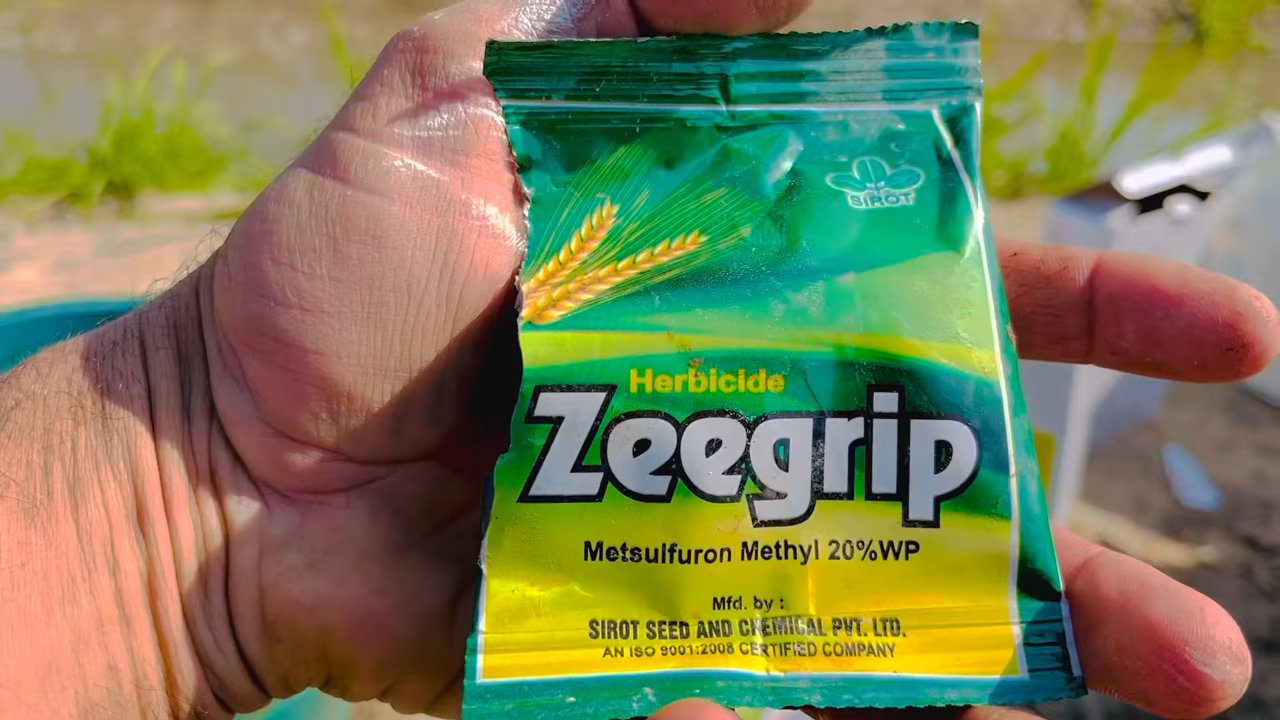 SIROT
Herbicide
Zeegrip
Metsulfuron Methyl 20%WP
Mfd. by :
SIROT SEED AND CHEMICAL PVT. LTD.
AN ISO 9001:2008 CERTIFIED COMPANY